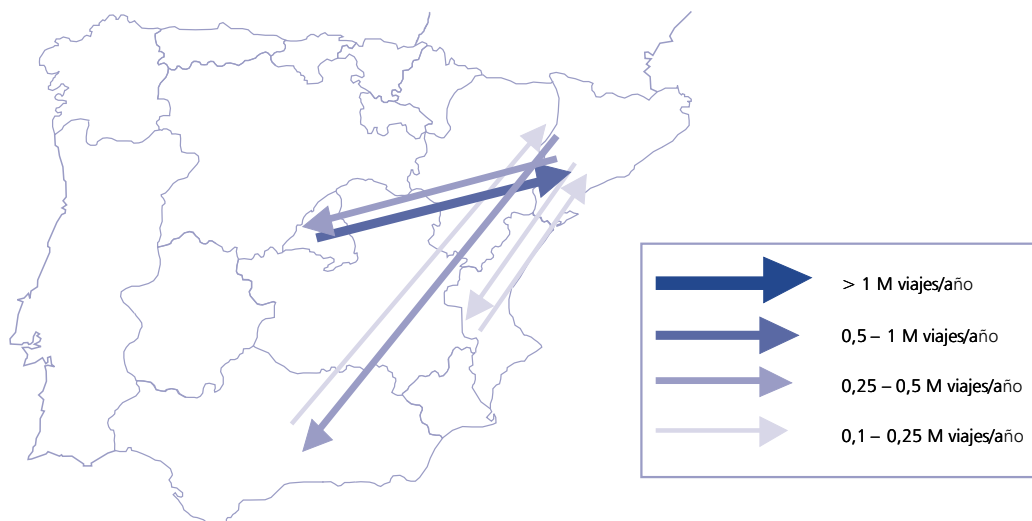 > 1 M viajes/año
0,5 – 1 M viajes/año
0,25 – 0,5 M viajes/año
0,1 – 0,25 M viajes/año